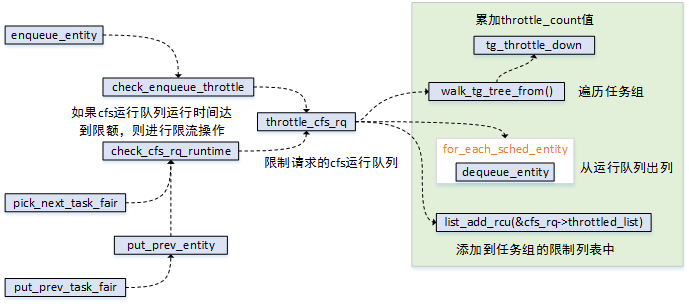 累加throttle_count值
enqueue_entity
tg_throttle_down
check_enqueue_throttle
walk_tg_tree_from()
遍历任务组
如果cfs运行队列运行时间达
到限额，则进行限流操作
throttle_cfs_rq
check_cfs_rq_runtime
for_each_sched_entity
限制请求的cfs运行队列
dequeue_entity
从运行队列出列
pick_next_task_fair
list_add_rcu(&cfs_rq->throttled_list)
put_prev_entity
添加到任务组的限制列表中
put_prev_task_fair